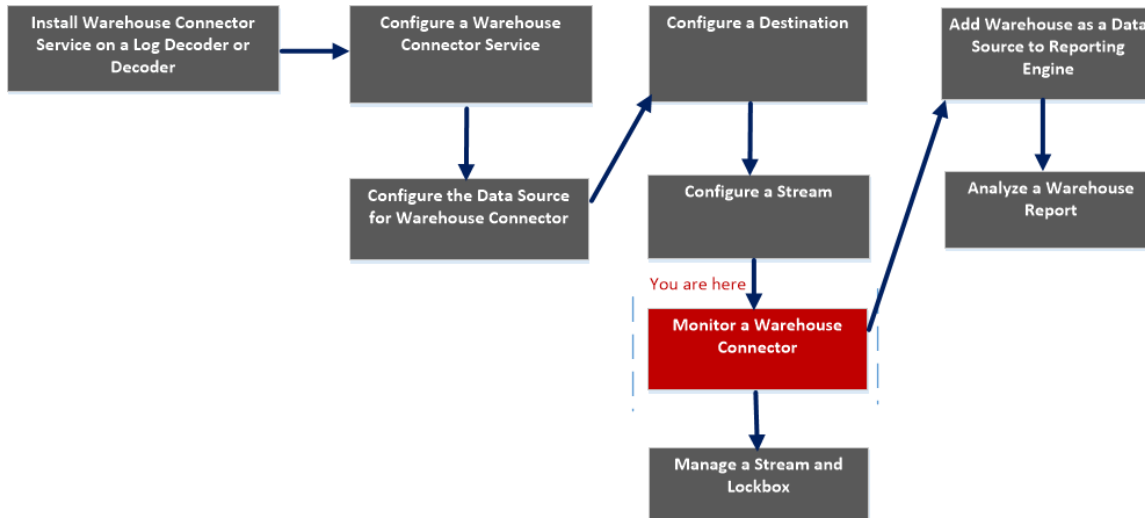 Install Warehouse Connector
Service on a Log Decoder or
Decoder
Configure a Warehouse
Connector Service
Configure the Data Source
for Warehouse Connector
Configure a Destination
Configure a Stream
You are here
Monitor a Warehouse
Connector
Manage a Stream and
Lockbox
Add Warehouse as a Data
Source to Reporting
Engine
Analyze a Warehouse
Report